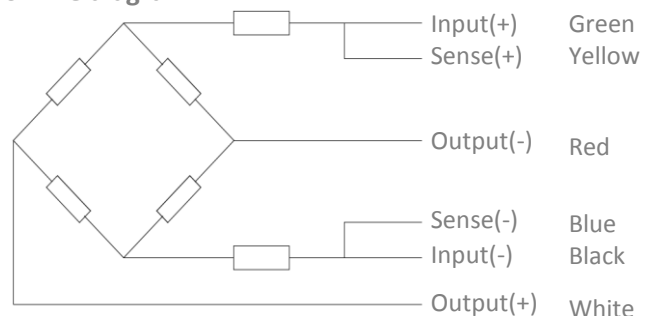 Input(+) Green
Sense(+) Yellow
Output(-) Red
Sense(-) Blue
Input(-) Black
Output(+) White